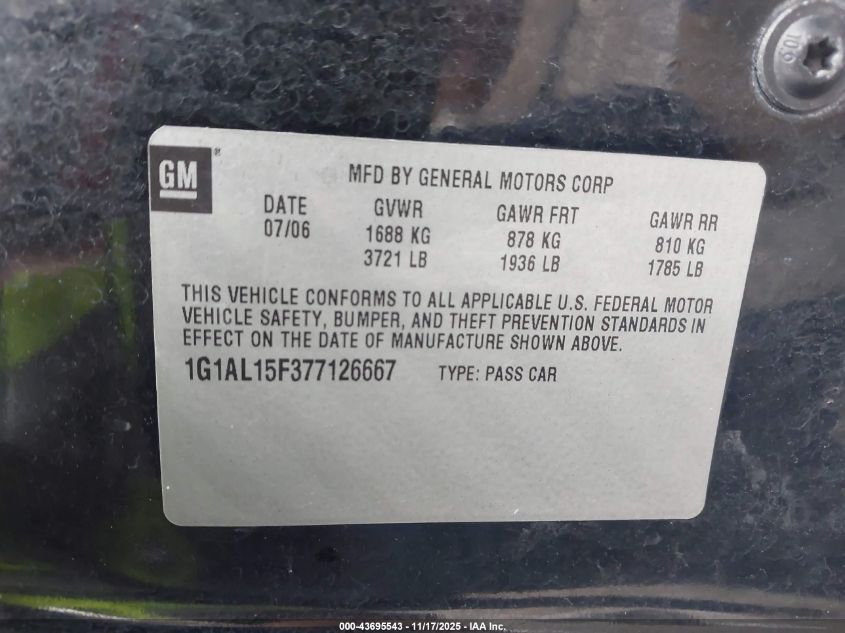 10.9
GM ®
MFD BY GENERAL MOTORS CORP
DATE GVWR GAWR FRT GAWR RR
07/06 1688 KG 878 KG 810 KG
3721 LB 1936 LB 1785 LB
THIS VEHICLE CONFORMS TO ALL APPLICABLE U.S. FEDERAL MOTOR
VEHICLE SAFETY, BUMPER, AND THEFT PREVENTION STANDARDS IN
EFFECT ON THE DATE OF MANUFACTURE SHOWN ABOVE.
1G1AL15F377126667 TYPE: PASS CAR
000-43695543 - 11/17/2025 - IAA Inc.